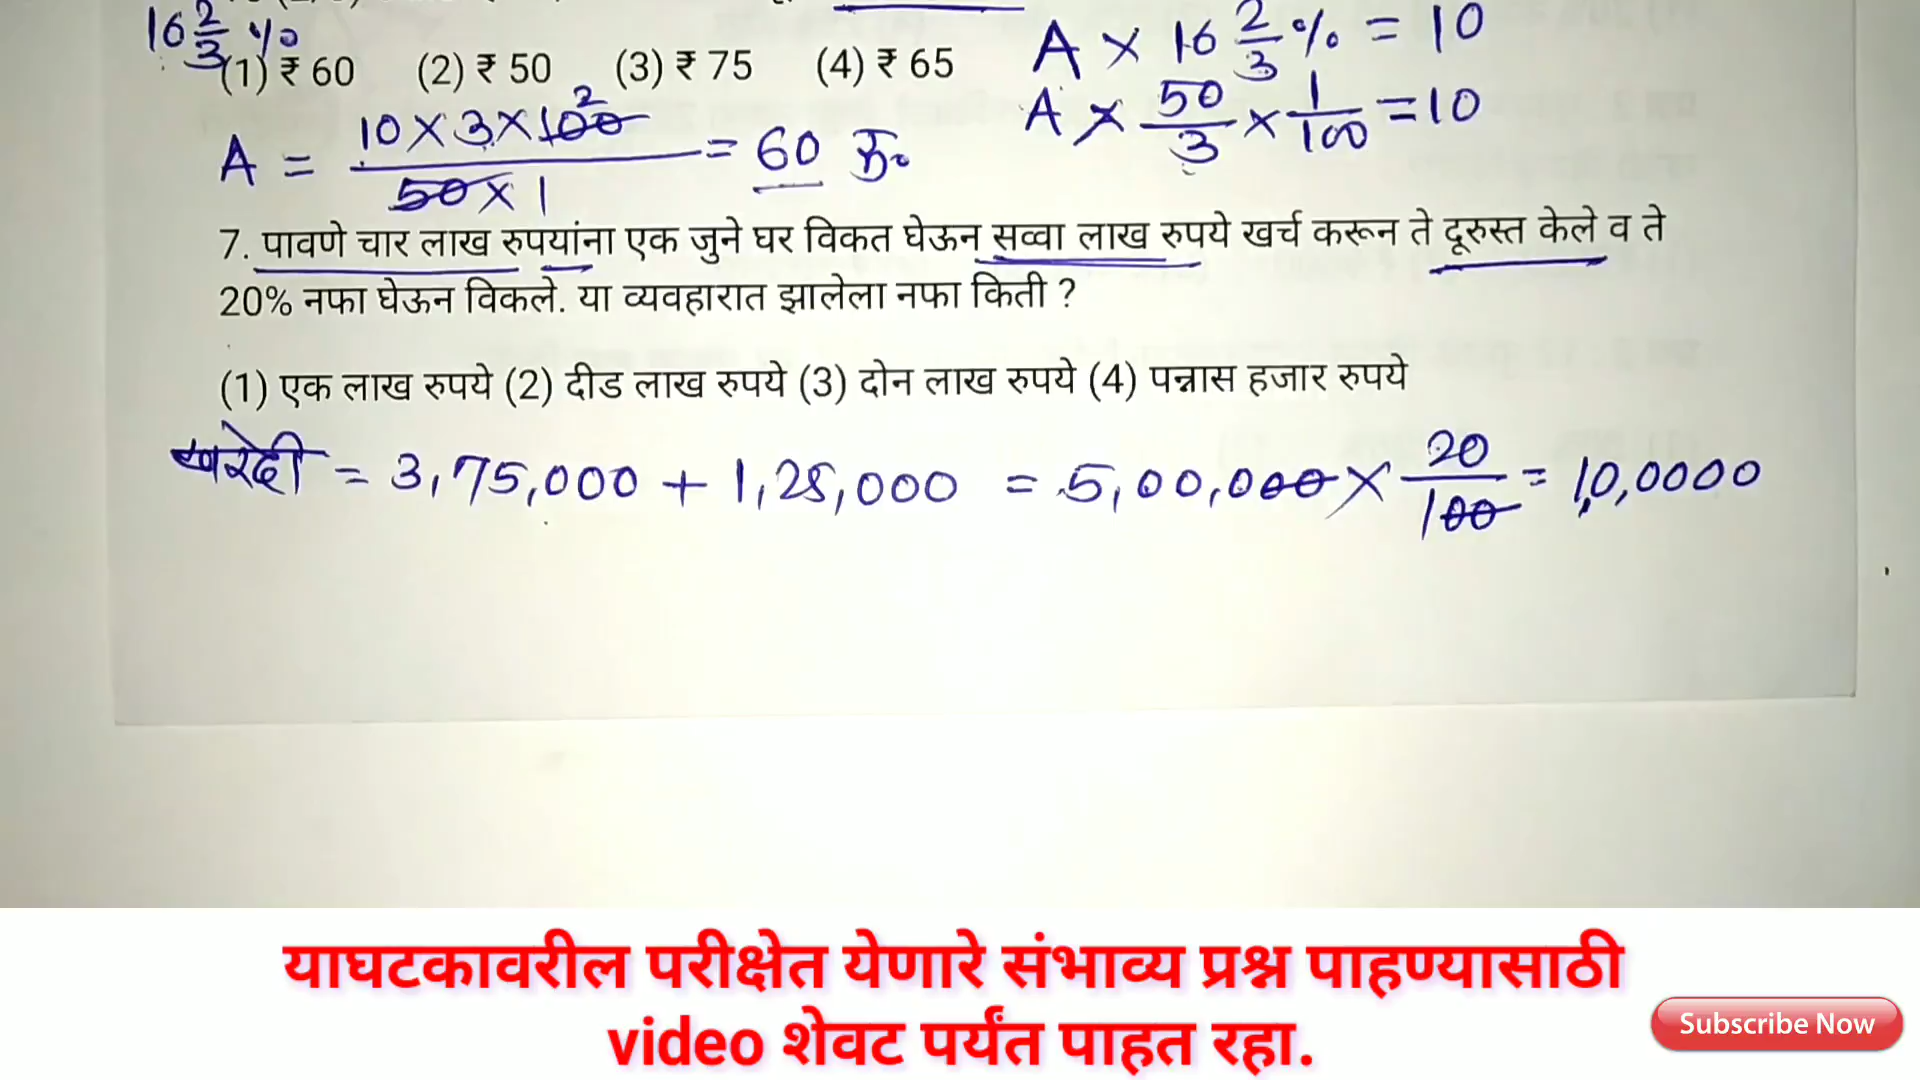 16 2/3 %
A × 16 2/3 % = 10
(1) ₹ 60 (2) ₹ 50 (3) ₹ 75 (4) ₹ 65
A × 50/3 × 1/100 = 10
A = 10 × 3 × 100 2 / 50 × 1 = 60 रु.
7. पावणे चार लाख रुपयांना एक जुने घर विकत घेऊन सव्वा लाख रुपये खर्च करून ते दूरुस्त केले व ते
20% नफा घेऊन विकले. या व्यवहारात झालेला नफा किती ?
(1) एक लाख रुपये (2) दीड लाख रुपये (3) दोन लाख रुपये (4) पन्नास हजार रुपये
खरेदी = 3,75,000 + 1,25,000 = 5,00,000 × 20/100 = 1,0,0000
याघटकावरील परीक्षेत येणारे संभाव्य प्रश्न पाहण्यासाठी
video शेवट पर्यंत पाहत रहा.
Subscribe Now